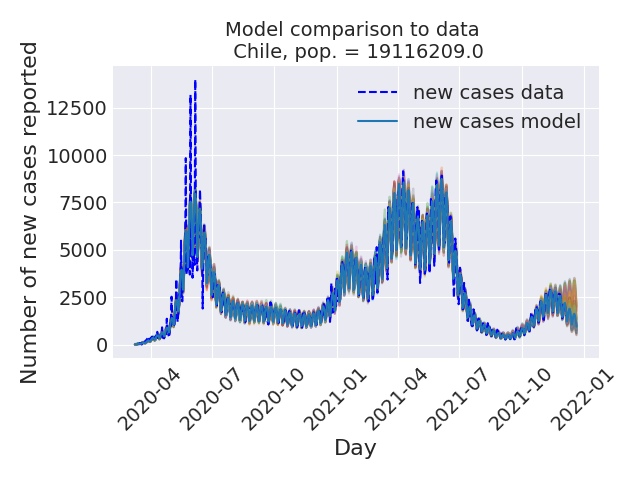 Model comparison to data
Chile, pop. = 19116209.0
Number of new cases reported
12500
10000
7500
5000
2500
0
new cases data
new cases model
2020-04
2020-07
2020-10
2021-01
2021-04
2021-07
2021-10
2022-01
Day